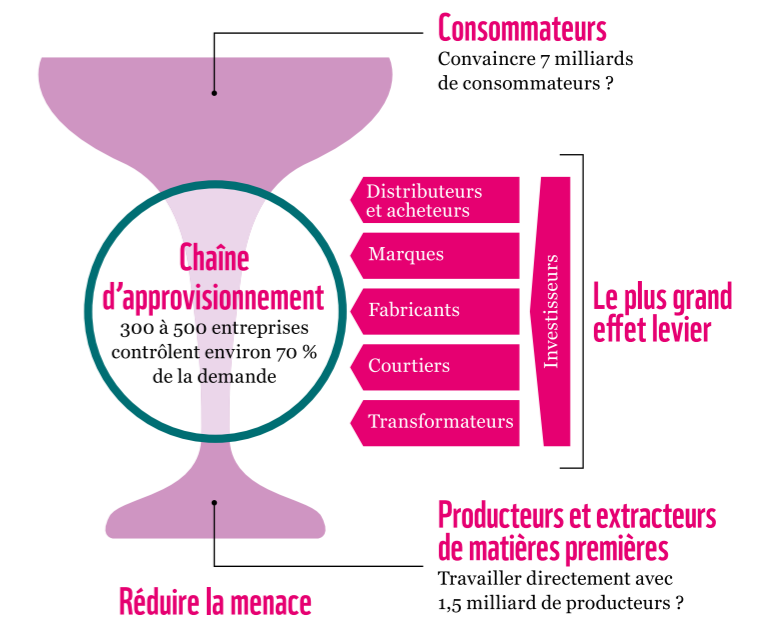 Consommateurs
Convaincre 7 milliards
de consommateurs ?
Distributeurs
et acheteurs
Marques
Fabricants
Courtiers
Transformateurs
Investisseurs
Le plus grand
effet levier
Chaîne
d'approvisionnement
300 à 500 entreprises
contrôlent environ 70 %
de la demande
Producteurs et extracteurs
de matières premières
Travailler directement avec
1,5 milliard de producteurs ?
Réduire la menace